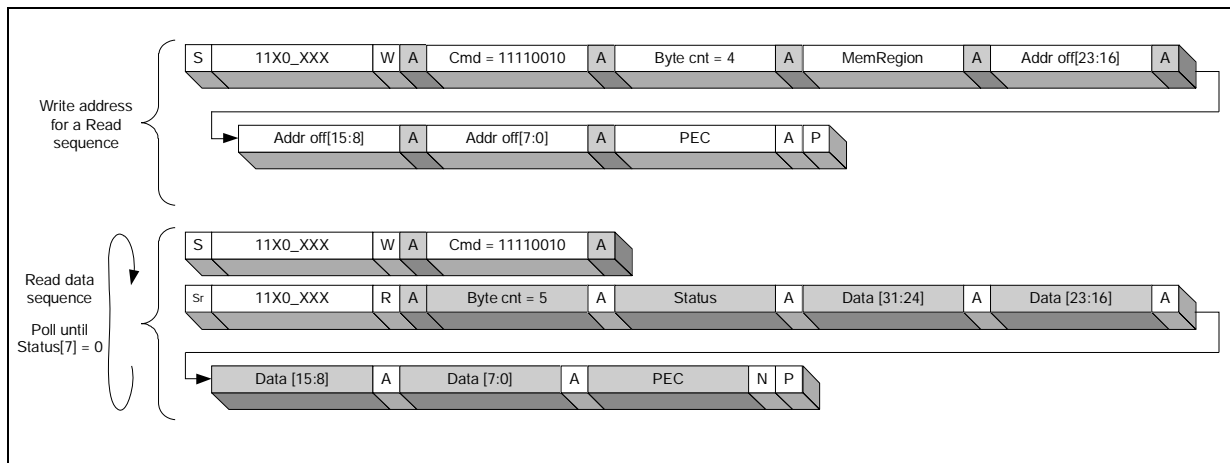 S 11X0_XXX W A Cmd = 11110010 A Byte cnt = 4 A MemRegion A Addr off[23:16] A
Write address
for a Read
sequence
Addr off[15:8] A Addr off[7:0] A PEC A P
S 11X0_XXX W A Cmd = 11110010 A
Read data
sequence
Poll until
Status[7] = 0
Sr 11X0_XXX R A Byte cnt = 5 A Status A Data [31:24] A Data [23:16] A
Data [15:8] A Data [7:0] A PEC N P